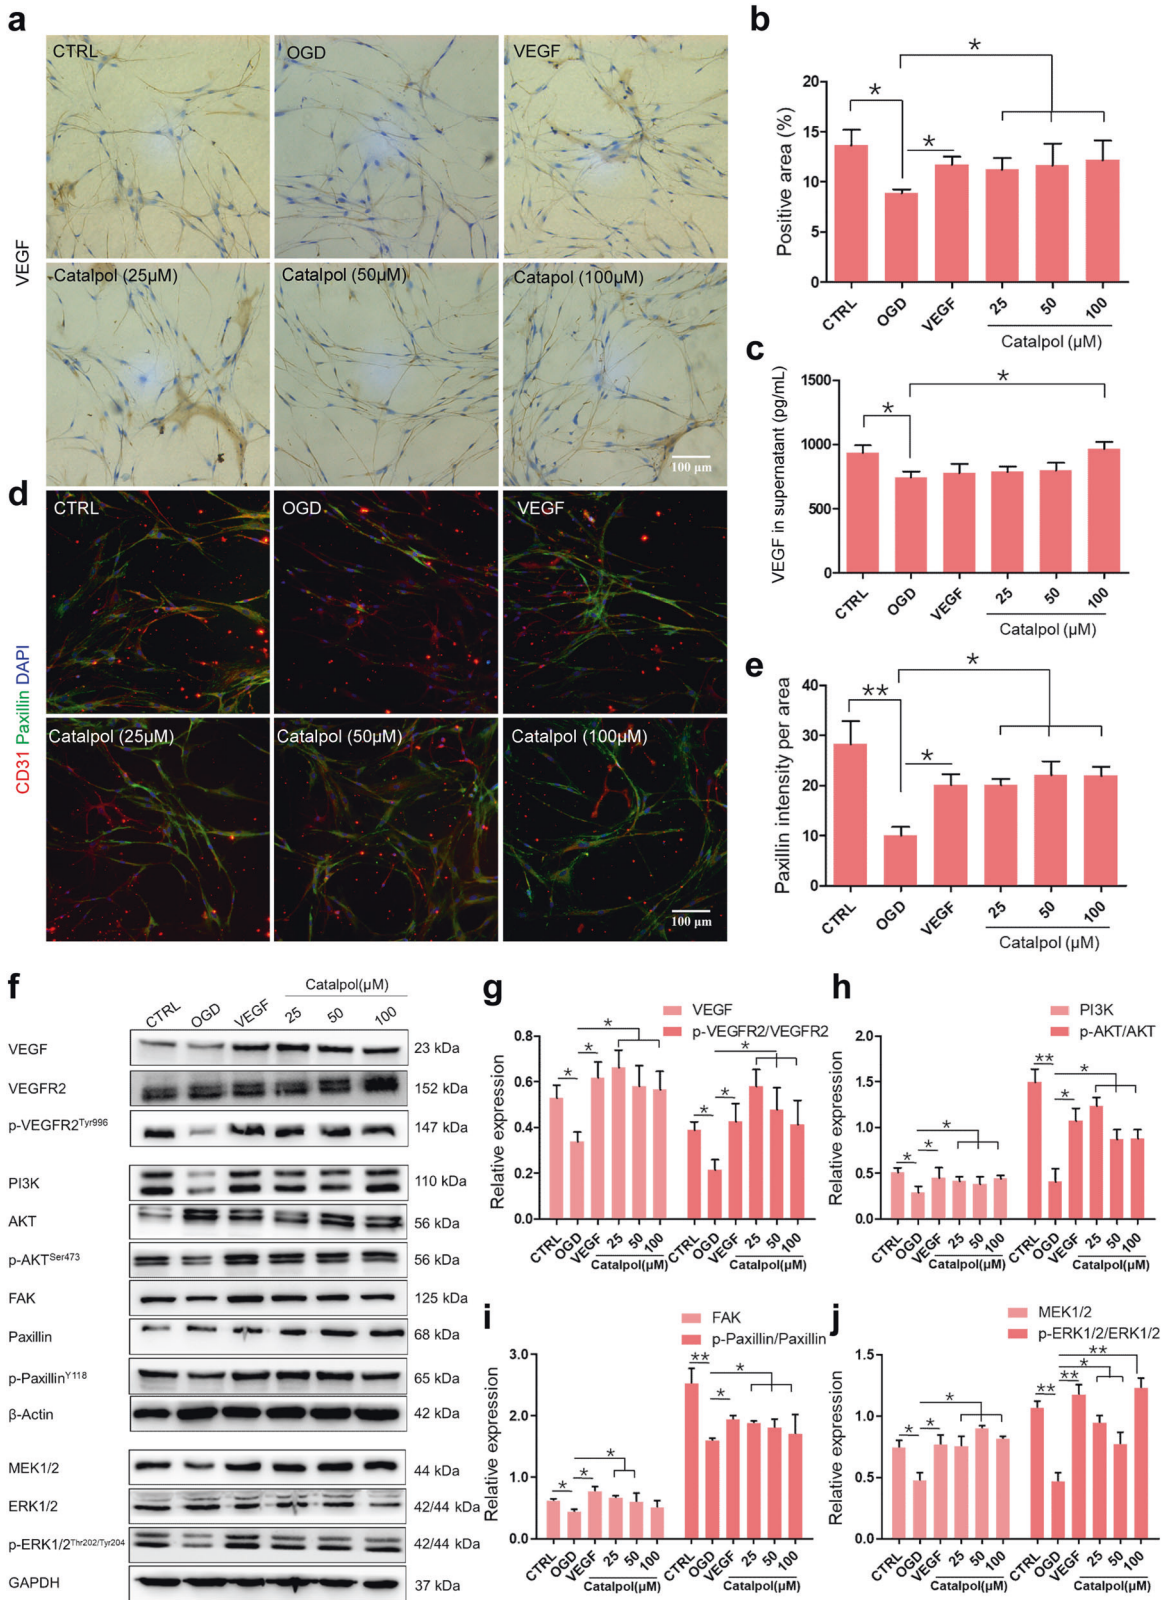 a
VEGF
CTRL
OGD
VEGF
Catalpol (25μM)
Catalpol (50μM)
Catapol (100μM)
100 μm
b
Positive area (%)
20
15
10
5
0
*
*
*
CTRL
OGD
VEGF
25
50
100
Catalpol (μM)
c
VEGF in supernatant (pg/mL)
1500
1000
500
0
*
*
CTRL
OGD
VEGF
25
50
100
Catalpol (μM)
d
CD31 Paxillin DAPI
CTRL
OGD
VEGF
Catalpol (25μM)
Catalpol (50μM)
Catalpol (100μM)
100 μm
e
Paxillin intensity per area
40
30
20
10
0
**
*
*
CTRL
OGD
VEGF
25
50
100
Catalpol (μM)
f
Catalpol(μM)
CTRL OGD VEGF 25 50 100
VEGF 23 kDa
VEGFR2 152 kDa
p-VEGFR2Tyr996 147 kDa
PI3K 110 kDa
AKT 56 kDa
p-AKTSer473 56 kDa
FAK 125 kDa
Paxillin 68 kDa
p-PaxillinY118 65 kDa
β-Actin 42 kDa
MEK1/2 44 kDa
ERK1/2 42/44 kDa
p-ERK1/2Thr202/Tyr204 42/44 kDa
GAPDH 37 kDa
g
VEGF
p-VEGFR2/VEGFR2
Relative expression
0.8
0.6
0.4
0.2
0.0
* * * * * *
CTRL OGD VEGF 25 50 100 CTRL OGD VEGF 25 50 100
Catalpol(μM) Catalpol(μM)
h
PI3K
p-AKT/AKT
Relative expression
2.0
1.5
1.0
0.5
0.0
* * * ** * *
CTRL OGD VEGF 25 50 100 CTRL OGD VEGF 25 50 100
Catalpol(μM) Catalpol(μM)
i
FAK
p-Paxillin/Paxillin
Relative expression
3.0
2.0
1.0
0.0
* * * ** * *
CTRL OGD VEGF 25 50 100 CTRL OGD VEGF 25 50 100
Catalpol(μM) Catalpol(μM)
j
MEK1/2
p-ERK1/2/ERK1/2
Relative expression
1.5
1.0
0.5
0.0
* * * ** ** * **
CTRL OGD VEGF 25 50 100 CTRL OGD VEGF 25 50 100
Catalpol(μM) Catalpol(μM)